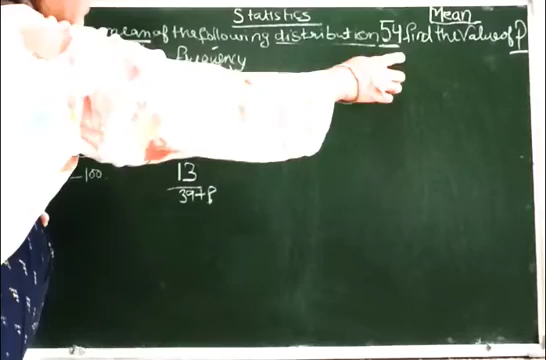 Statistics Mean
mean of the following distribution 54 find the value of P
Frequency
-100 13
39+P